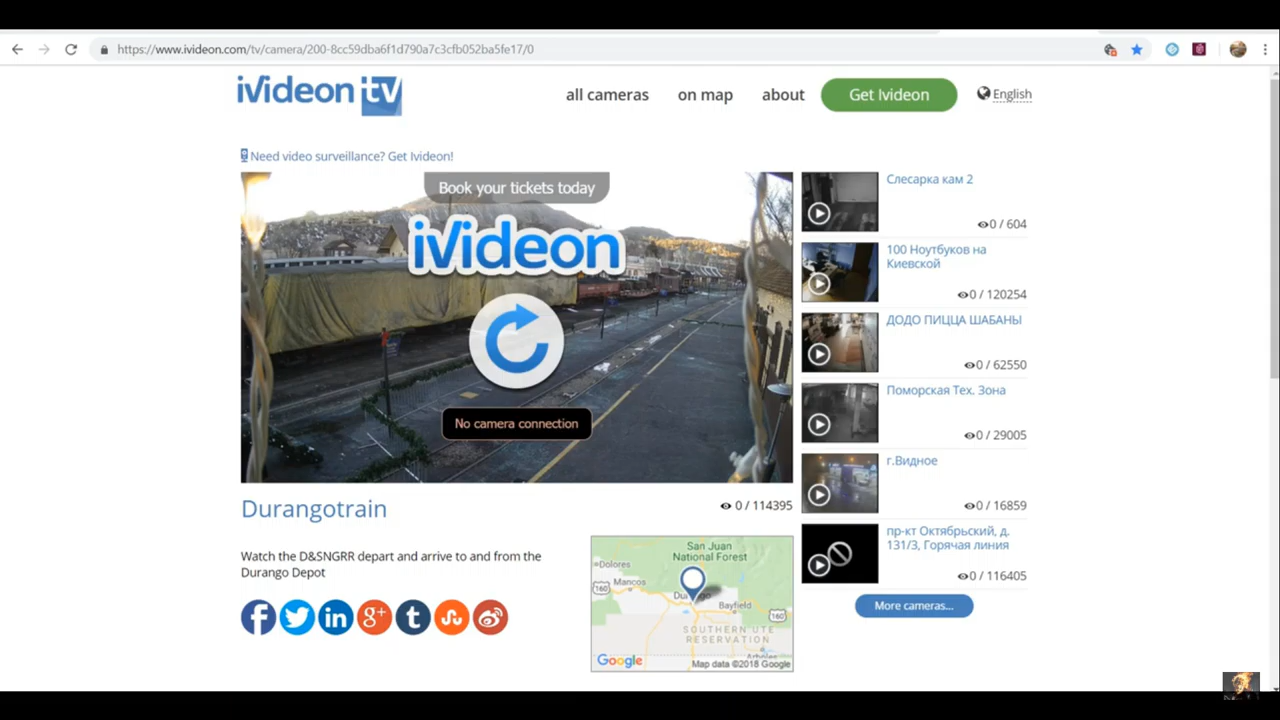 https://www.ivideon.com/tv/camera/200-8cc59dba6f1d790a7c3cfb052ba5fe17/0
ivideon tv
all cameras
on map
about
Get Ivideon
English
Need video surveillance? Get Ivideon!
Book your tickets today
ivideon
No camera connection
Durangotrain
0 / 114395
Watch the D&SNGRR depart and arrive to and from the
Durango Depot
San Juan
National Forest
Dolores
160
Mancos
Durango
Bayfield
160
SOUTHERN UTE
RESERVATION
Google
Map data ©2018 Google
Слесарка кам 2
0 / 604
100 Ноутбуков на
Киевской
0 / 120254
ДОДО ПИЦЦА ШАБАНЫ
0 / 62550
Поморская Тех. Зона
0 / 29005
г.Видное
0 / 16859
пр-кт Октябрьский, д.
131/3, Горячая линия
0 / 116405
More cameras...